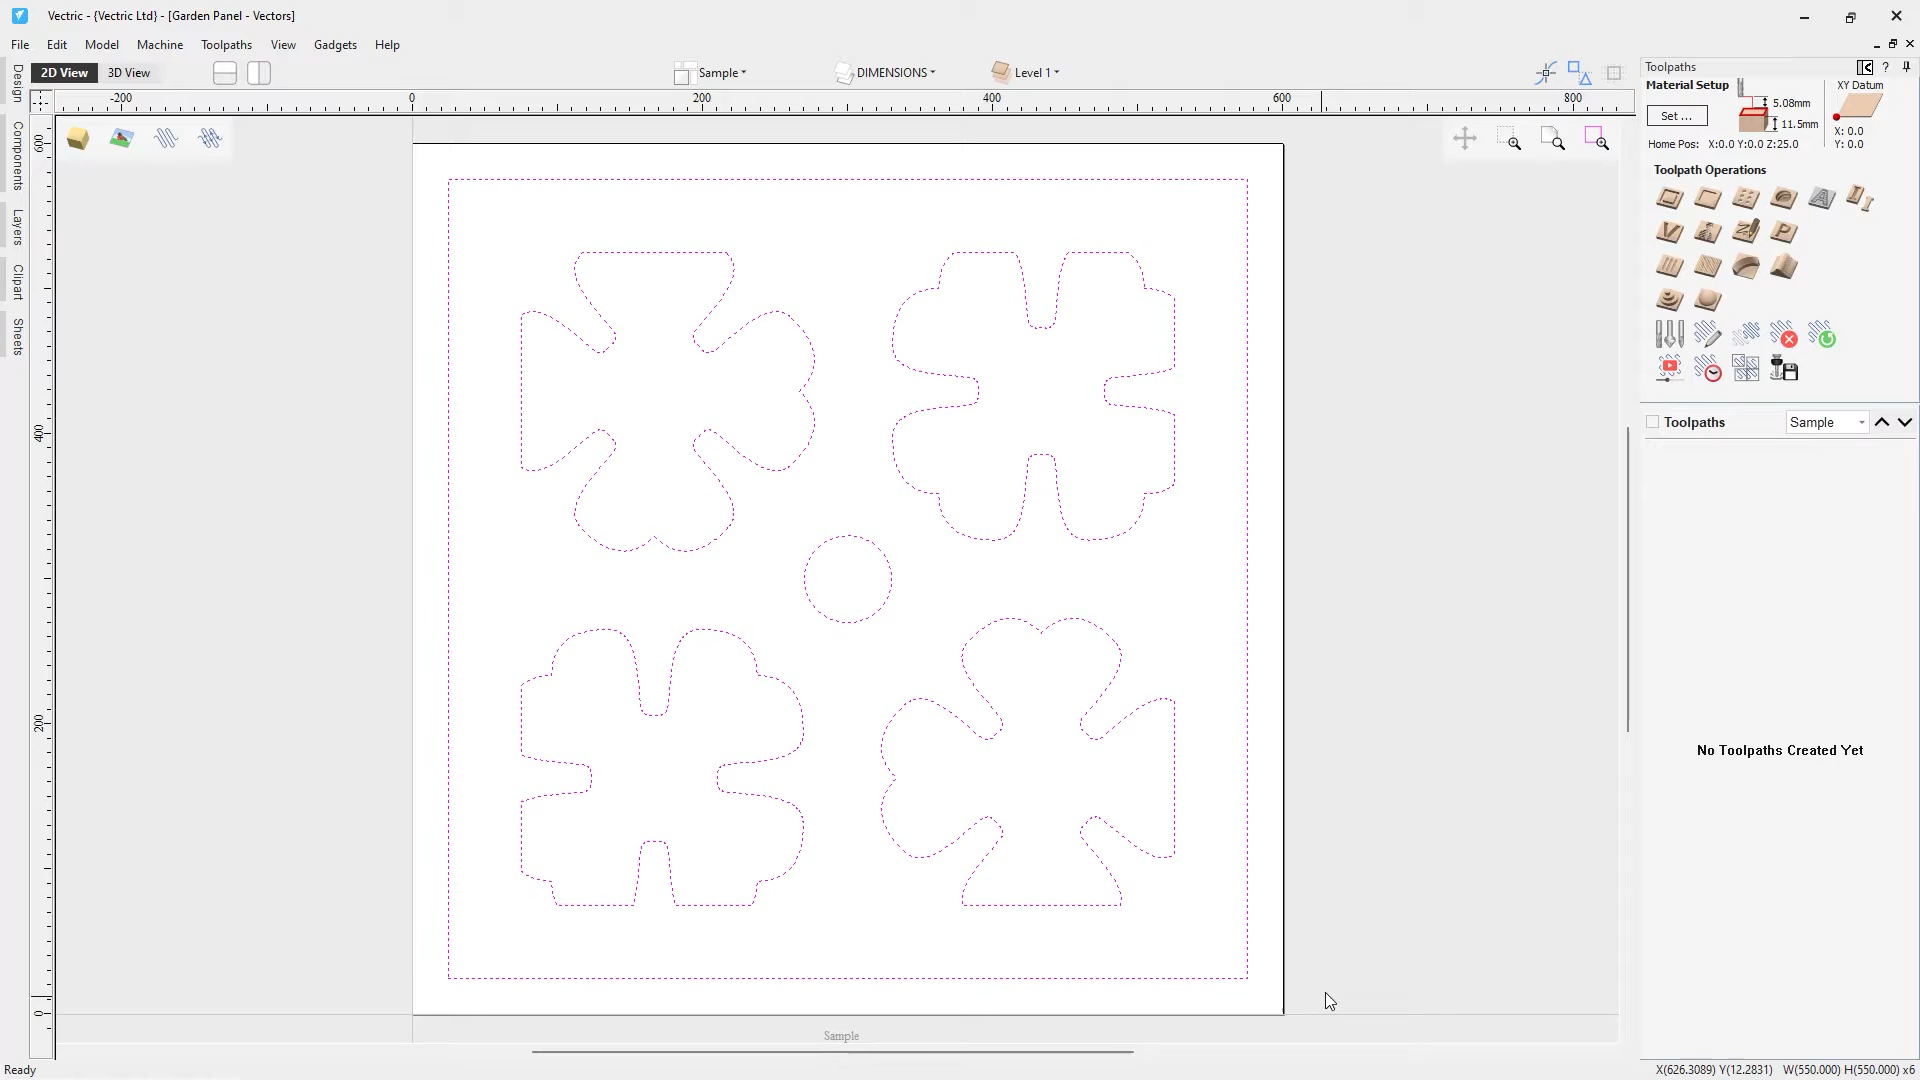 Vectric - {Vectric Ltd} - [Garden Panel - Vectors]
File Edit Model Machine Toolpaths View Gadgets Help
2D View 3D View Sample DIMENSIONS Level 1
Toolpaths ?
-200 0 200 400 600 800
600
400
200
0
Design
Components
Layers
Clipart
Sheets
Material Setup XY Datum
Set ...
5.08mm
11.5mm
X: 0.0
Y: 0.0
Home Pos: X:0.0 Y:0.0 Z:25.0
Toolpath Operations
Toolpaths Sample
No Toolpaths Created Yet
Sample
Ready X(626.3089) Y(12.2831) W(550.000) H(550.000) x6